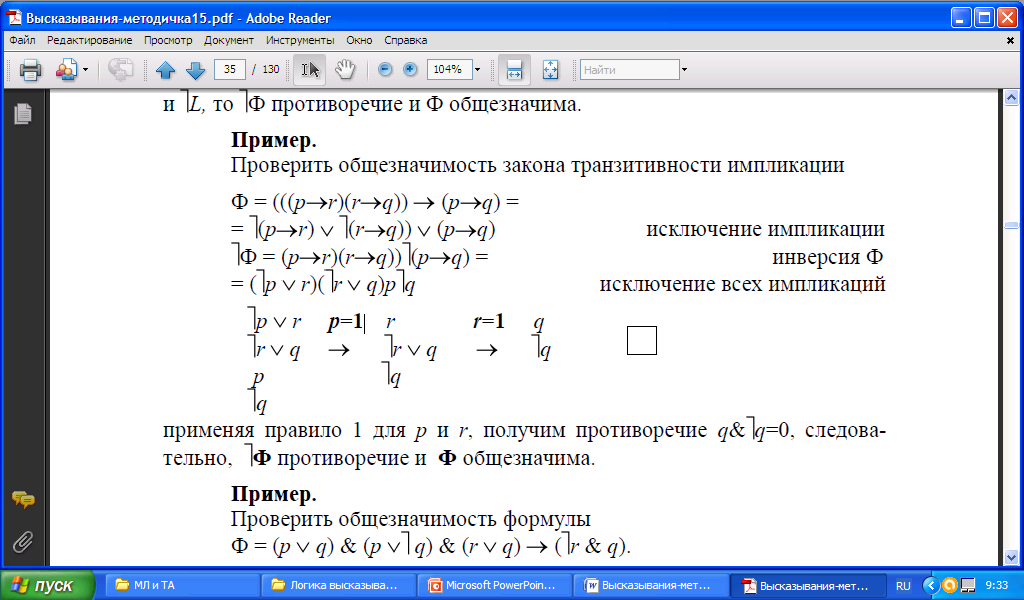 Высказывания-методичка15.pdf - Adobe Reader
Файл Редактирование Просмотр Документ Инструменты Окно Справка
35 / 130 104% Найти
и ⏋L, то ⏋Ф противоречие и Ф общезначима.
Пример.
Проверить общезначимость закона транзитивности импликации
Ф = (((p→r)(r→q)) → (p→q) =
= ⏋(p→r) ∨ ⏋(r→q)) ∨ (p→q) исключение импликации
⏋Ф = (p→r)(r→q))⏋(p→q) = инверсия Ф
= (⏋p ∨ r)(⏋r ∨ q)p⏋q исключение всех импликаций
⏋p ∨ r p=1 r r=1 q
⏋r ∨ q → ⏋r ∨ q → ⏋q
p ⏋q
⏋q
применяя правило 1 для p и r, получим противоречие q&⏋q=0, следова-
тельно, ⏋Ф противоречие и Ф общезначима.
Пример.
Проверить общезначимость формулы
Ф = (p ∨ q) & (p ∨⏋q) & (r ∨ q) → (⏋r & q).
пуск МЛ и ТА Логика высказыва... Microsoft PowerPoin... Высказывания-мет... Высказывания-мет... RU 9:33